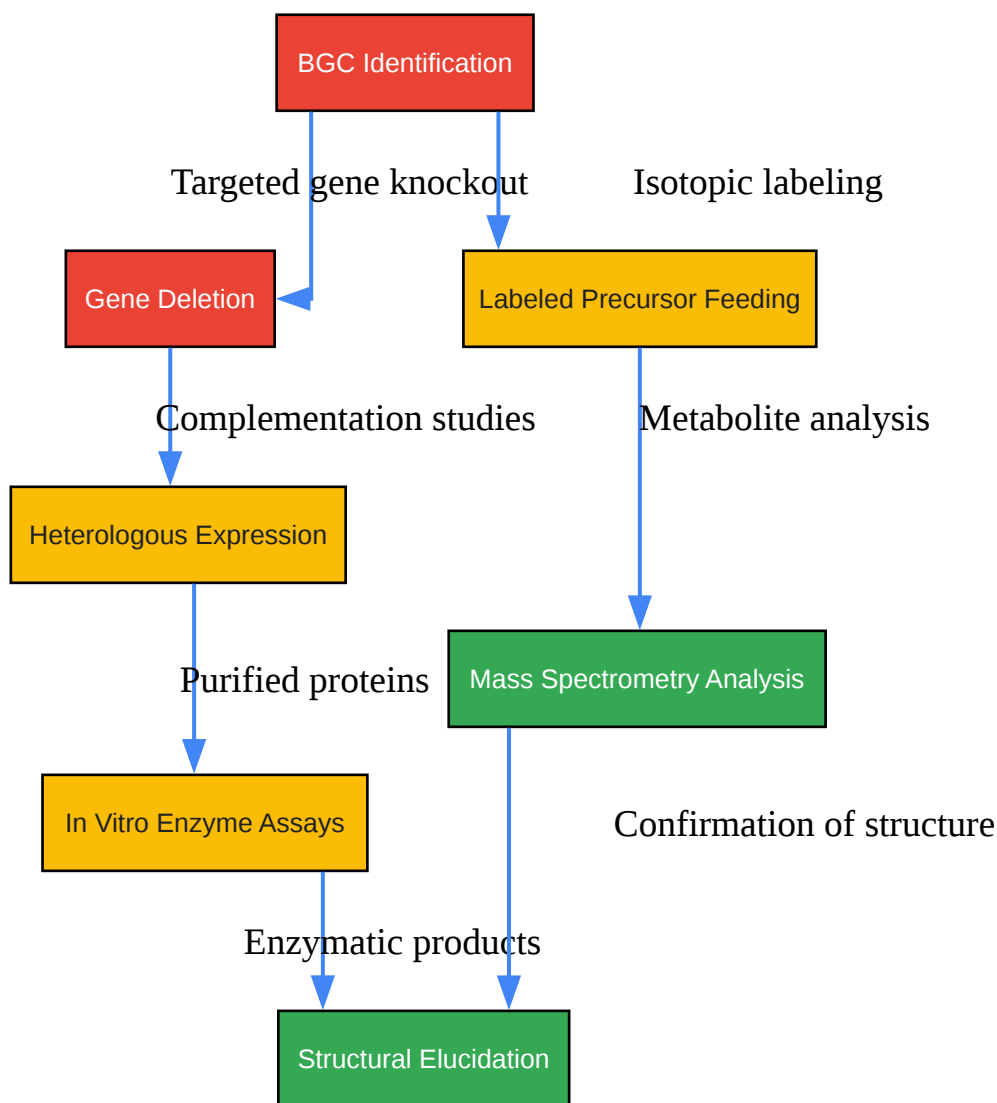 BGC Identification
Targeted gene knockout
Isotopic labeling
Gene Deletion
Labeled Precursor Feeding
Complementation studies
Metabolite analysis
Heterologous Expression
Purified proteins
Mass Spectrometry Analysis
In Vitro Enzyme Assays
Confirmation of structure
Enzymatic products
Structural Elucidation